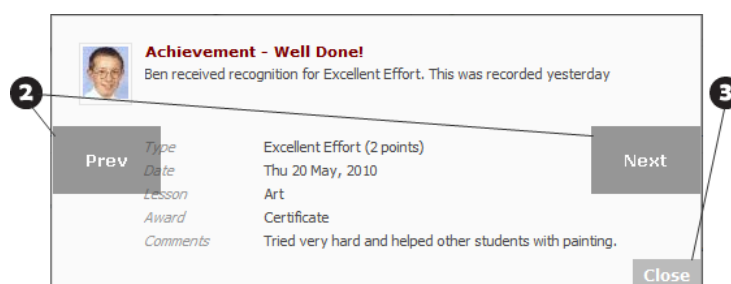 Achievement - Well Done!
Ben received recognition for Excellent Effort. This was recorded yesterday
2
3
Prev
Next
Type Excellent Effort (2 points)
Date Thu 20 May, 2010
Lesson Art
Award Certificate
Comments Tried very hard and helped other students with painting.
Close